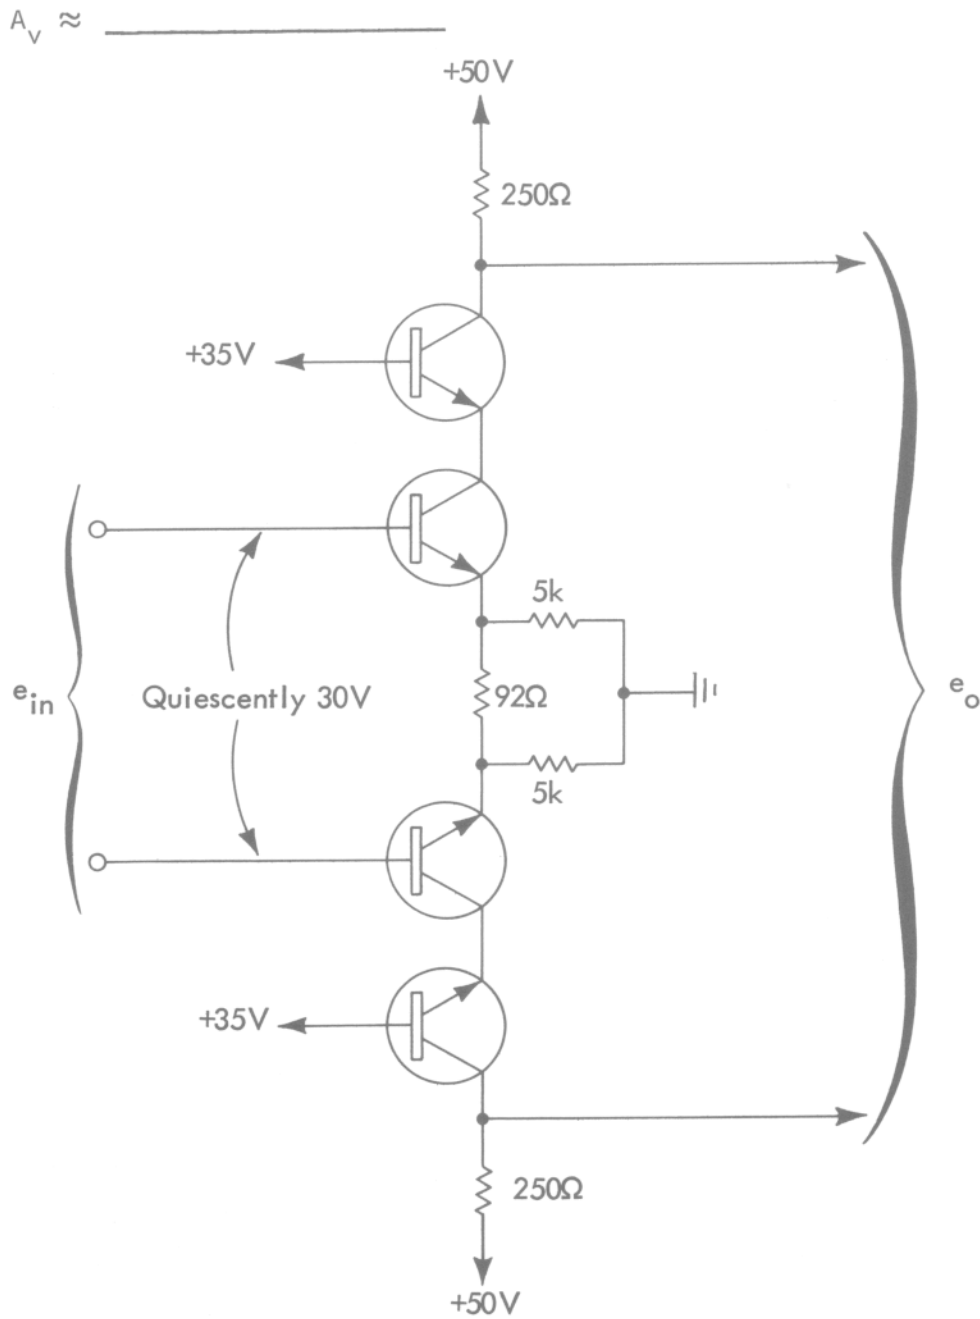 Av ≈
+50V
250Ω
+35V
5k
ein
Quiescently 30V
92Ω
eo
5k
+35V
250Ω
+50V